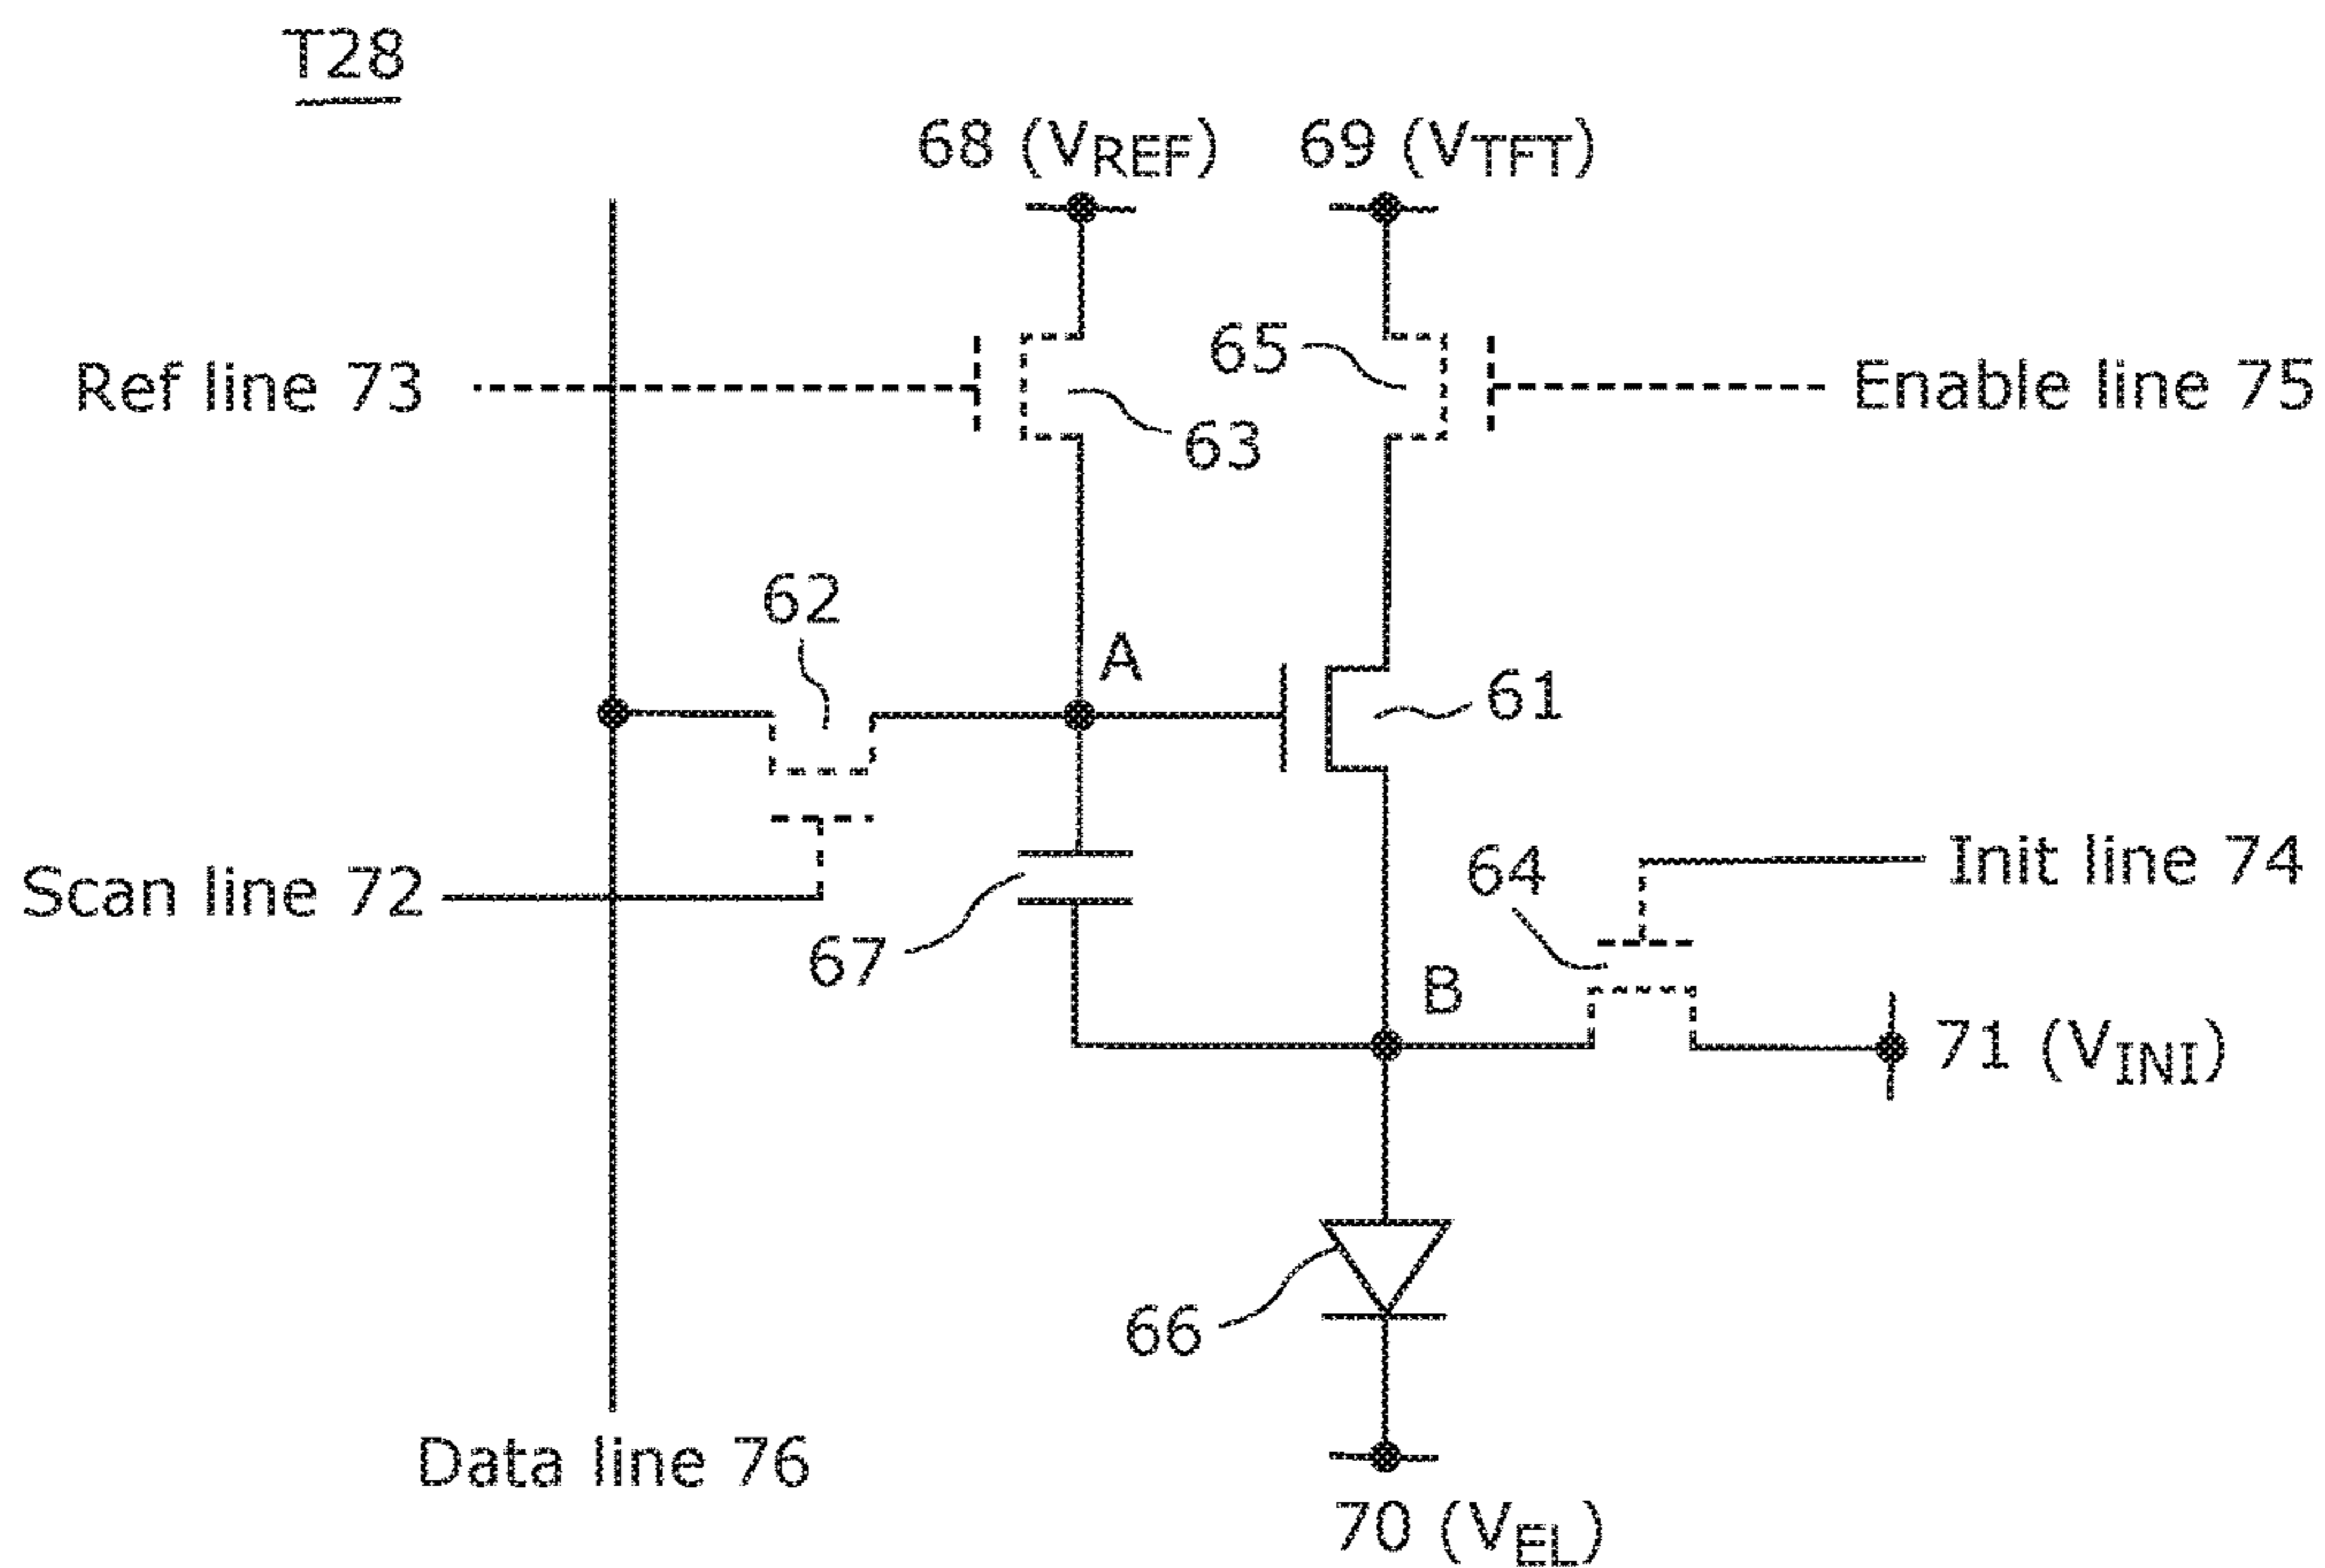 T28
68 (VREF)
69 (VTFT)
65
Ref line 73
Enable line 75
63
62
A
61
Init line 74
64
Scan line 72
67
B
71 (VINI)
66
Data line 76
70 (VEL)